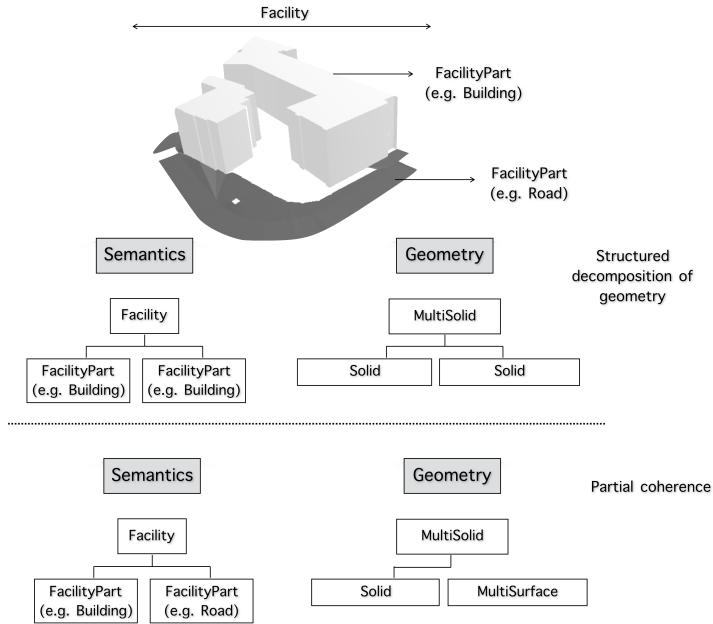 Facility
FacilityPart
(e.g. Building)
FacilityPart
(e.g. Road)
Semantics
Geometry
Structured
decomposition of
geometry
Facility
MultiSolid
FacilityPart
(e.g. Building)
FacilityPart
(e.g. Building)
Solid
Solid
Semantics
Geometry
Partial coherence
Facility
MultiSolid
FacilityPart
(e.g. Building)
FacilityPart
(e.g. Road)
Solid
MultiSurface